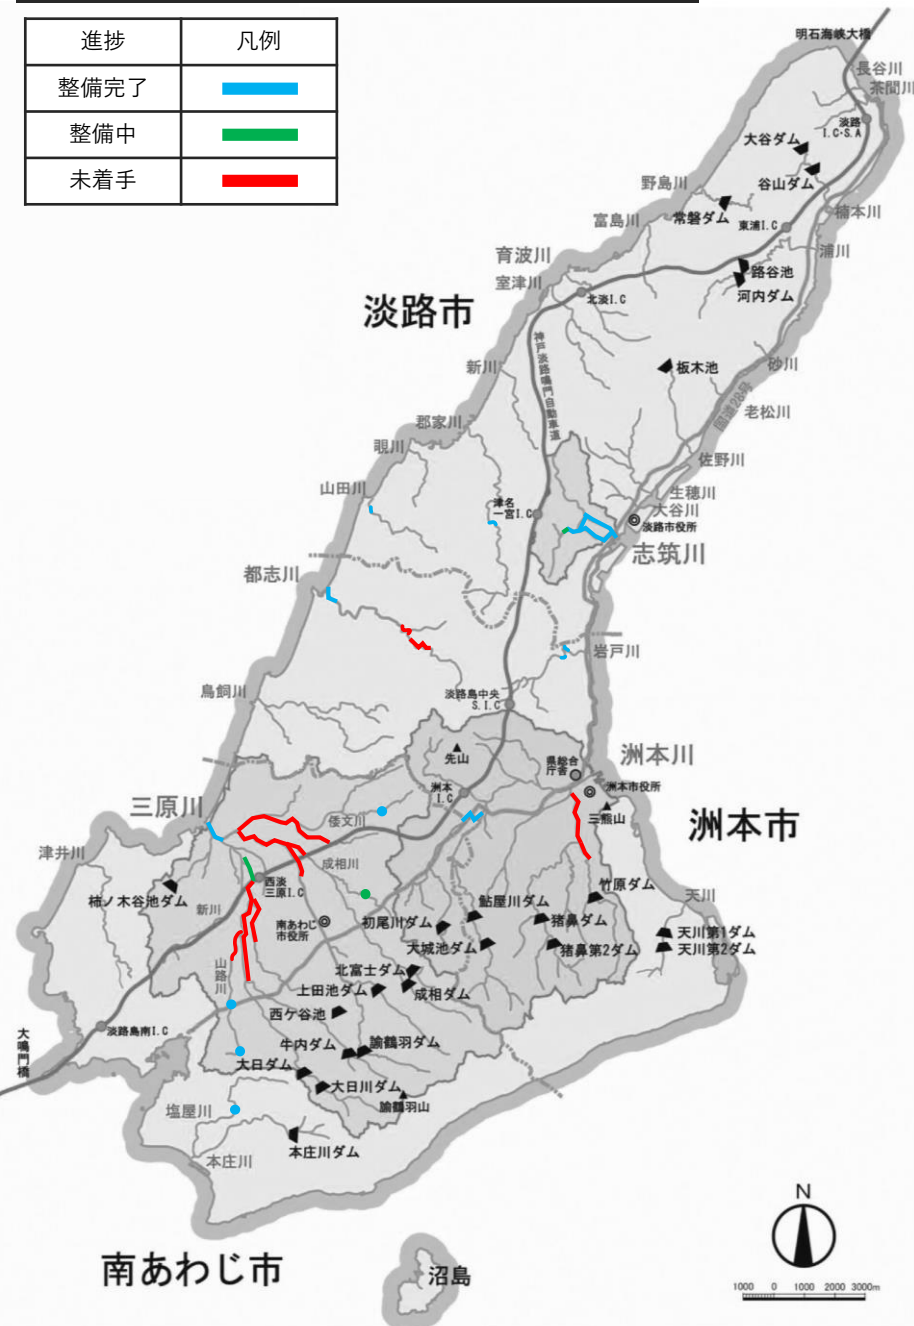 進捗 凡例
整備完了
整備中
未着手
明石海峡大橋
長谷川
茶間川
淡路
I.C・S.A
大谷ダム
谷山ダム
野島川
常磐ダム
楠本川
富島川
東浦I.C
浦川
育波川
路谷池
室津川
河内ダム
北淡I.C
淡路市
神戸淡路鳴門自動車道
新川
板木池
砂川
国道28号
老松川
郡家川
睍川
佐野川
山田川
生穂川
大谷川
津名
一宮I.C
淡路市役所
志筑川
都志川
岩戸川
鳥飼川
淡路島中央
S.I.C
先山
県総合
庁舎
洲本川
洲本
I.C
洲本市役所
三熊山
三原川
倭文川
洲本市
津井川
成相川
西淡
三原I.C
柿ノ木谷池ダム
新川
竹原ダム
天川
鮎屋川ダム
南あわじ
市役所
初尾川ダム
猪鼻ダム
天川第1ダム
大城池ダム
猪鼻第2ダム
天川第2ダム
山路川
北富士ダム
上田池ダム
成相ダム
西ケ谷池
淡路島南I.C
大鳴門橋
牛内ダム
諭鶴羽ダム
大日ダム
大日川ダム
諭鶴羽山
塩屋川
本庄川ダム
本庄川
南あわじ市
沼島
N
1000 0 1000 2000 3000m